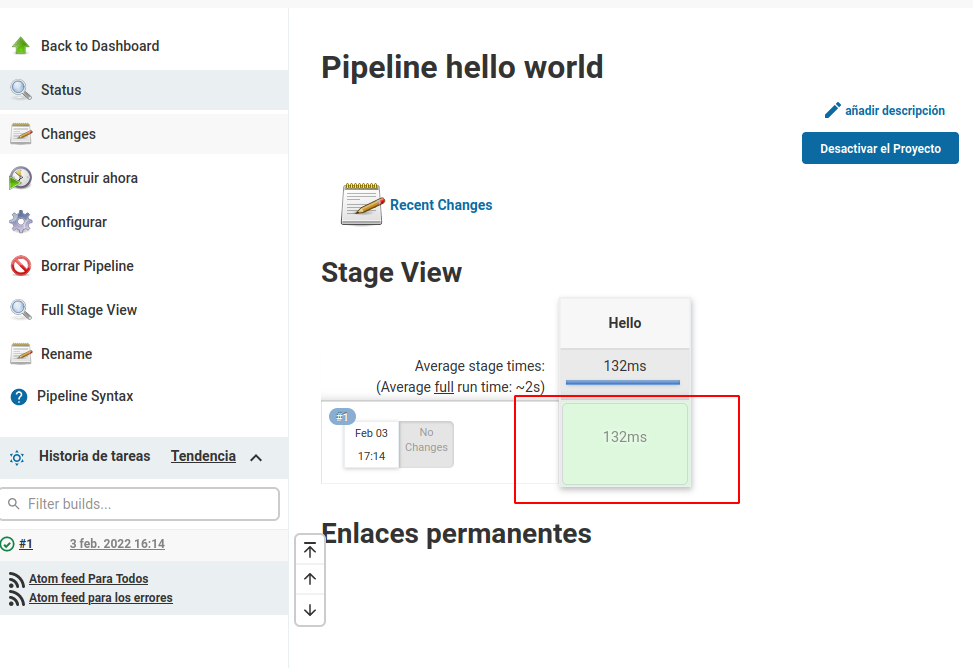 Back to Dashboard
Status
Changes
Construir ahora
Configurar
Borrar Pipeline
Full Stage View
Rename
Pipeline Syntax
Historia de tareas Tendencia
Filter builds...
#1 3 feb. 2022 16:14
Atom feed Para Todos
Atom feed para los errores
Pipeline hello world
añadir descripción
Desactivar el Proyecto
Recent Changes
Stage View
Hello
Average stage times: 132ms
(Average full run time: ~2s)
#1
Feb 03
17:14
No
Changes
132ms
Enlaces permanentes